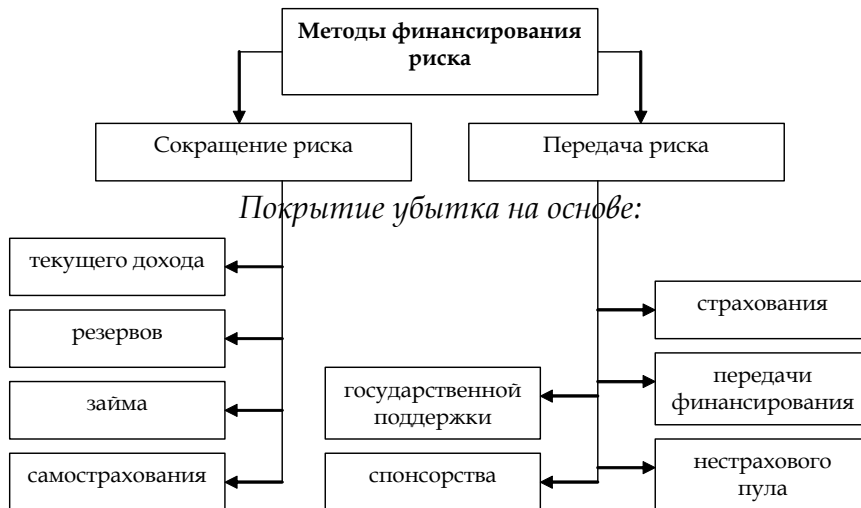 Методы финансирования
риска
Сокращение риска
Передача риска
Покрытие убытка на основе:
текущего дохода
резервов
займа
самострахования
государственной
поддержки
спонсорства
страхования
передачи
финансирования
нестрахового
пула